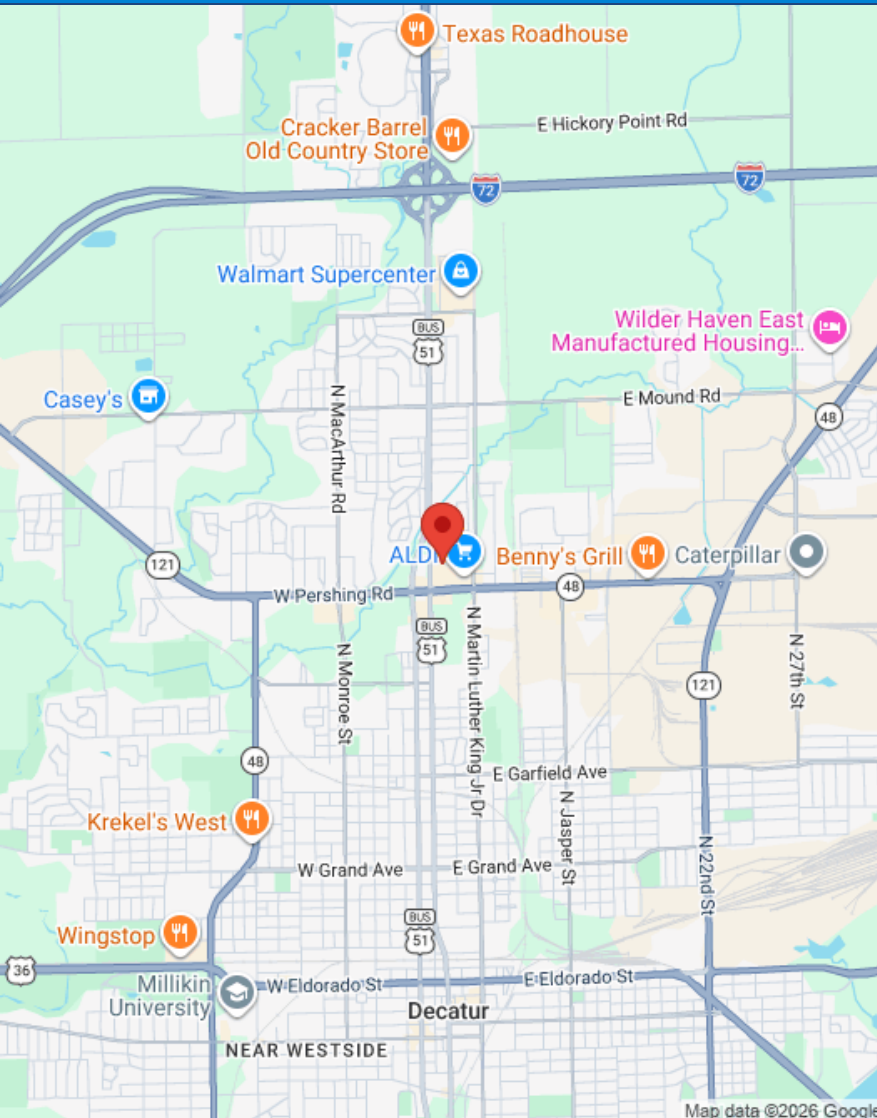 Texas Roadhouse
E Hickory Point Rd
Cracker Barrel
Old Country Store
72
72
Walmart Supercenter
Wilder Haven East
Manufactured Housing...
BUS
51
Casey's
E Mound Rd
48
N MacArthur Rd
ALDI
Benny's Grill
Caterpillar
121
W Pershing Rd
48
BUS
51
N Martin Luther King Jr Dr
N Monroe St
N 27th St
121
48
E Garfield Ave
N Jasper St
Krekel's West
W Grand Ave
E Grand Ave
N 22nd St
BUS
51
Wingstop
36
Millikin
University
W Eldorado St
E Eldorado St
Decatur
NEAR WESTSIDE
Map data ©2026 Google